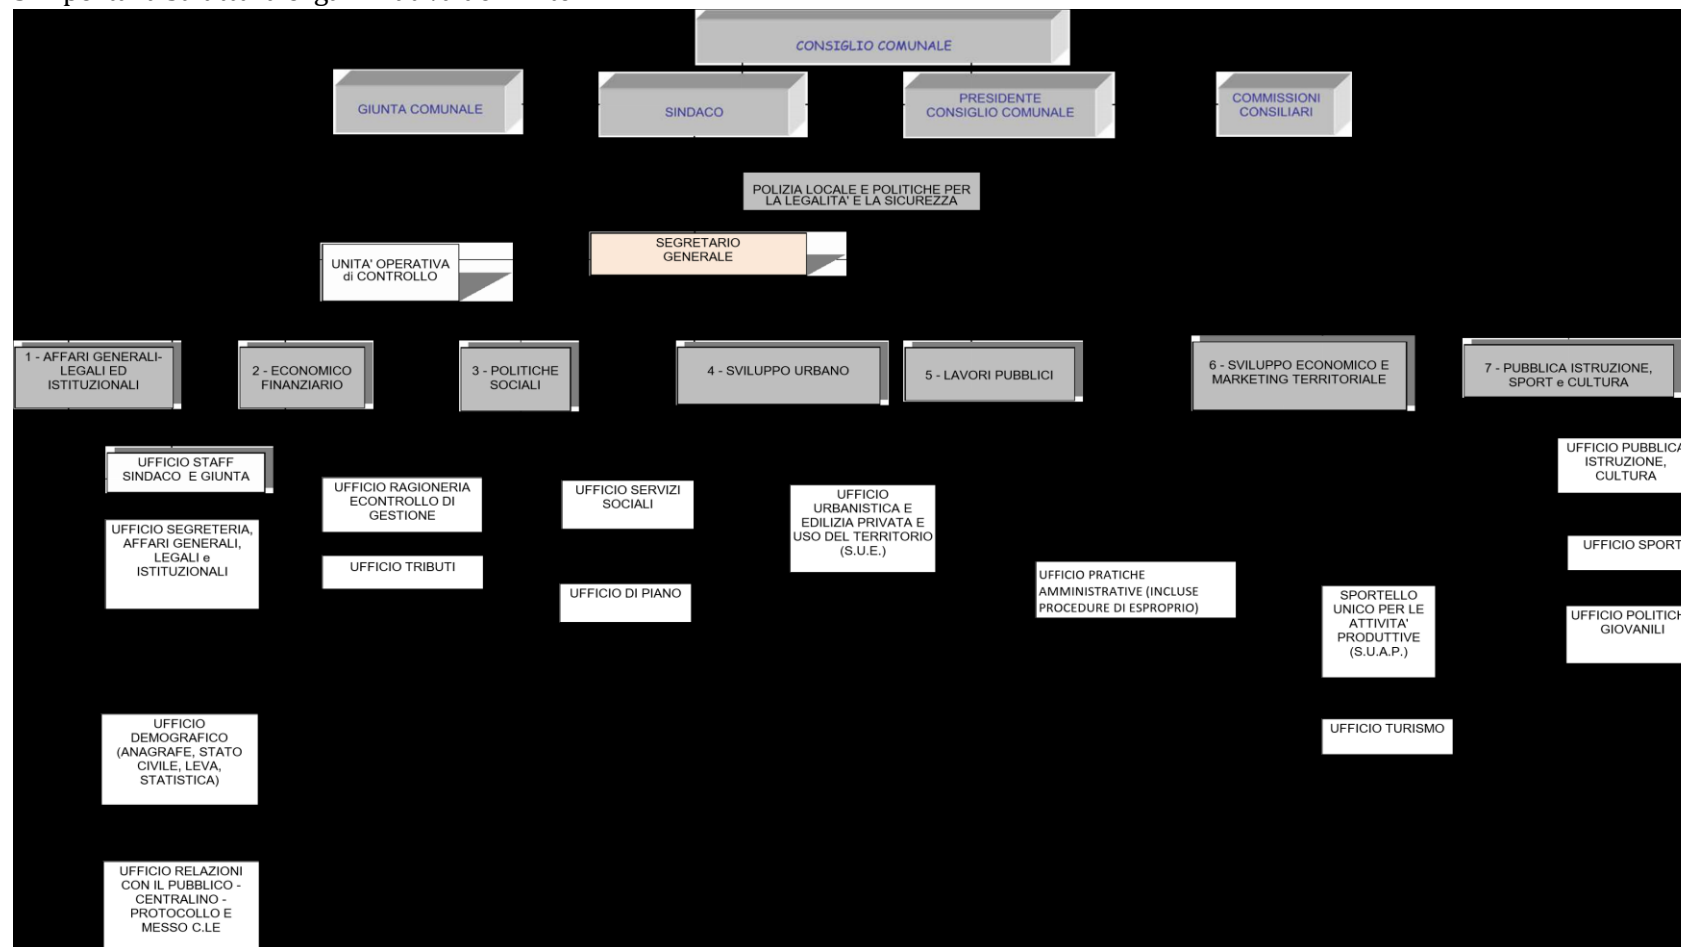 CONSIGLIO COMUNALE
GIUNTA COMUNALE
SINDACO
PRESIDENTE
CONSIGLIO COMUNALE
COMMISSIONI
CONSILIARI
POLIZIA LOCALE E POLITICHE PER
LA LEGALITA' E LA SICUREZZA
SEGRETARIO
GENERALE
UNITA' OPERATIVA
di CONTROLLO
1 - AFFARI GENERALI-
LEGALI ED
ISTITUZIONALI
2 - ECONOMICO
FINANZIARIO
3 - POLITICHE
SOCIALI
4 - SVILUPPO URBANO
5 - LAVORI PUBBLICI
6 - SVILUPPO ECONOMICO E
MARKETING TERRITORIALE
7 - PUBBLICA ISTRUZIONE,
SPORT e CULTURA
UFFICIO STAFF
SINDACO E GIUNTA
UFFICIO SEGRETERIA,
AFFARI GENERALI,
LEGALI e
ISTITUZIONALI
UFFICIO
DEMOGRAFICO
(ANAGRAFE, STATO
CIVILE, LEVA,
STATISTICA)
UFFICIO RELAZIONI
CON IL PUBBLICO -
CENTRALINO -
PROTOCOLLO E
MESSO C.LE
UFFICIO RAGIONERIA
ECONTROLLO DI
GESTIONE
UFFICIO TRIBUTI
UFFICIO SERVIZI
SOCIALI
UFFICIO DI PIANO
UFFICIO
URBANISTICA E
EDILIZIA PRIVATA E
USO DEL TERRITORIO
(S.U.E.)
UFFICIO PRATICHE
AMMINISTRATIVE (INCLUSE
PROCEDURE DI ESPROPRIO)
SPORTELLO
UNICO PER LE
ATTIVITA'
PRODUTTIVE
(S.U.A.P.)
UFFICIO TURISMO
UFFICIO PUBBLICA
ISTRUZIONE,
CULTURA
UFFICIO SPORT
UFFICIO POLITICH
GIOVANILI